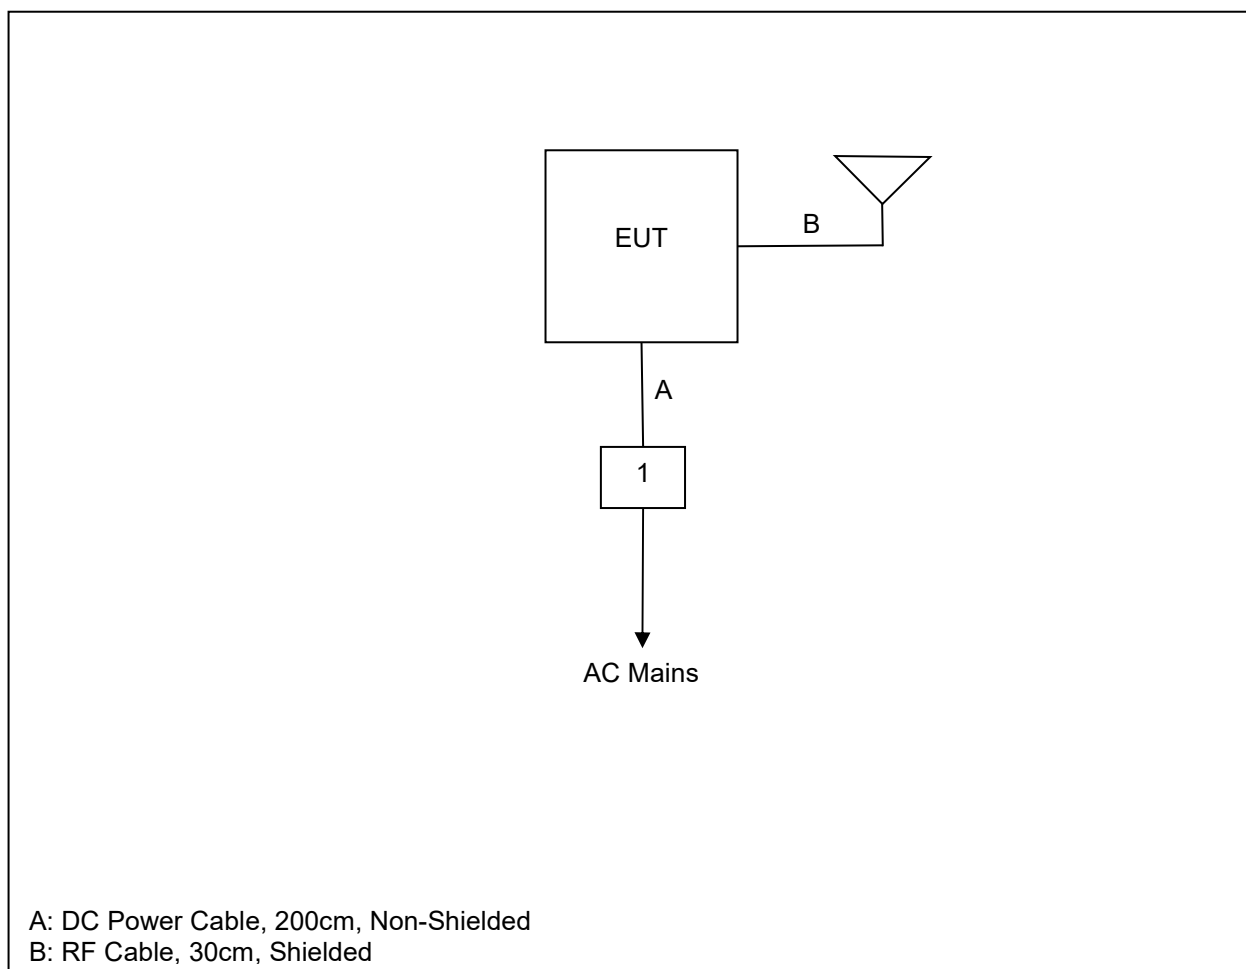 EUT
B
A
1
AC Mains
A: DC Power Cable, 200cm, Non-Shielded
B: RF Cable, 30cm, Shielded